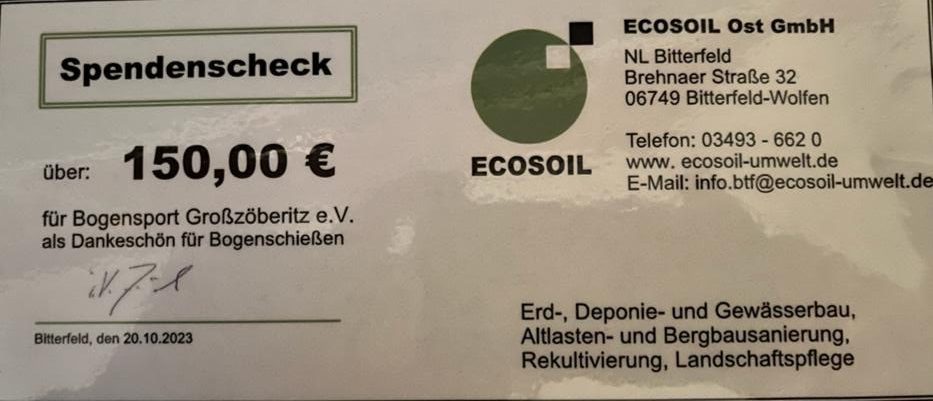 Spendenscheck
über: 150,00 €
für Bogensport Großzöberitz e.V.
als Dankeschön für Bogenschießen
Bitterfeld, den 20.10.2023
ECOSOIL
ECOSOIL Ost GmbH
NL Bitterfeld
Brehnaer Straße 32
06749 Bitterfeld-Wolfen
Telefon: 03493 - 662 0
www. ecosoil-umwelt.de
E-Mail: info.btf@ecosoil-umwelt.de
Erd-, Deponie- und Gewässerbau,
Altlasten- und Bergbausanierung,
Rekultivierung, Landschaftspflege